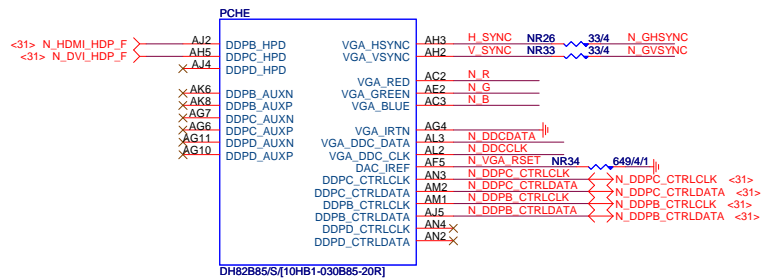 PCHE
<31> N_HDMI_HDP_F AJ2 DDPB_HPD VGA_HSYNC AH3 H_SYNC NR26 33/4 N_GHSYNC
<31> N_DVI_HDP_F AH5 DDPC_HPD VGA_VSYNC AH2 V_SYNC NR33 33/4 N_GVSYNC
AJ4 DDPD_HPD
VGA_RED AC2 N_R
AK6 DDPB_AUXN VGA_GREEN AE2 N_G
AK8 DDPB_AUXP VGA_BLUE AC3 N_B
AG7 DDPC_AUXN
AG6 DDPC_AUXP VGA_IRTN AG4
AG11 DDPD_AUXN VGA_DDC_DATA AL3 N_DDCDATA
AG10 DDPD_AUXP VGA_DDC_CLK AL2 N_DDCCLK
DAC_IREF AF5 N_VGA_RSET NR34 649/4/1
DDPC_CTRLCLK AN3 N_DDPC_CTRLCLK N_DDPC_CTRLCLK <31>
DDPC_CTRLDATA AM2 N_DDPC_CTRLDATA N_DDPC_CTRLDATA <31>
DDPB_CTRLCLK AM1 N_DDPB_CTRLCLK N_DDPB_CTRLCLK <31>
DDPB_CTRLDATA AJ5 N_DDPB_CTRLDATA N_DDPB_CTRLDATA <31>
DDPD_CTRLCLK AN4
DDPD_CTRLDATA AN2
DH82B85/S/[10HB1-030B85-20R]